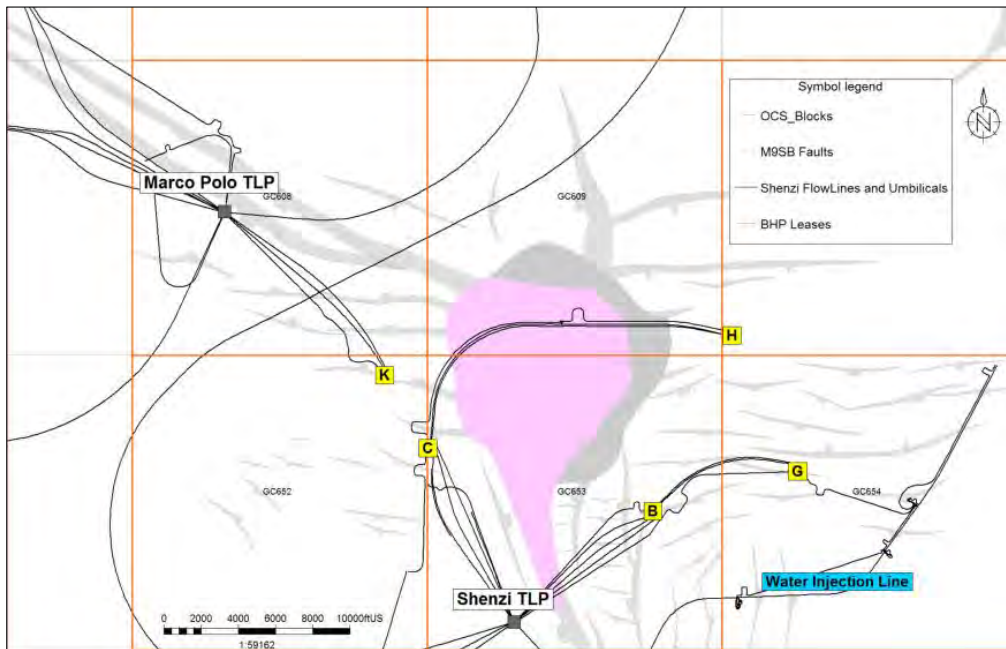 Symbol legend
OCS_Blocks
M9SB Faults
Shenzi FlowLines and Umbilicals
BHP Leases
N
Marco Polo TLP
GC608
GC609
H
K
C
G
GC652
GC653
GC654
B
Water Injection Line
Shenzi TLP
0 2000 4000 6000 10000ftUS
1:59162